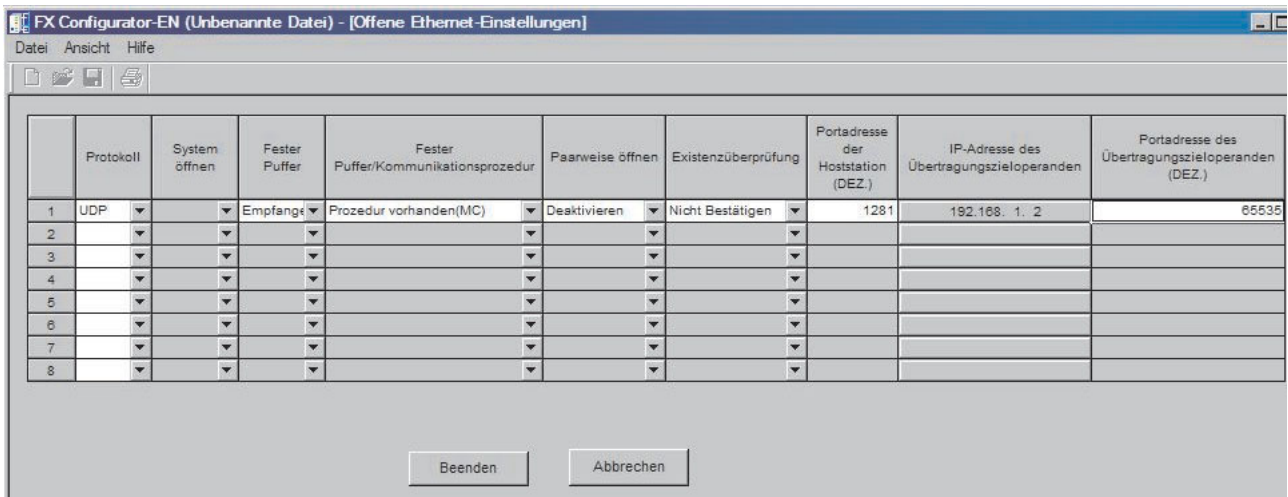 FX Configurator-EN (Unbenannte Datei) - [Offene Ethernet-Einstellungen]
Datei Ansicht Hilfe
Protokoll
System öffnen
Fester Puffer
Fester Puffer/Kommunikationsprozedur
Paarweise öffnen
Existenzüberprüfung
Portadresse der Hoststation (DEZ.)
IP-Adresse des Übertragungszieloperanden
Portadresse des Übertragungszieloperanden (DEZ.)
1 UDP Empfange Prozedur vorhanden(MC) Deaktivieren Nicht Bestätigen 1281 192.168. 1. 2 65535
2
3
4
5
6
7
8
Beenden Abbrechen